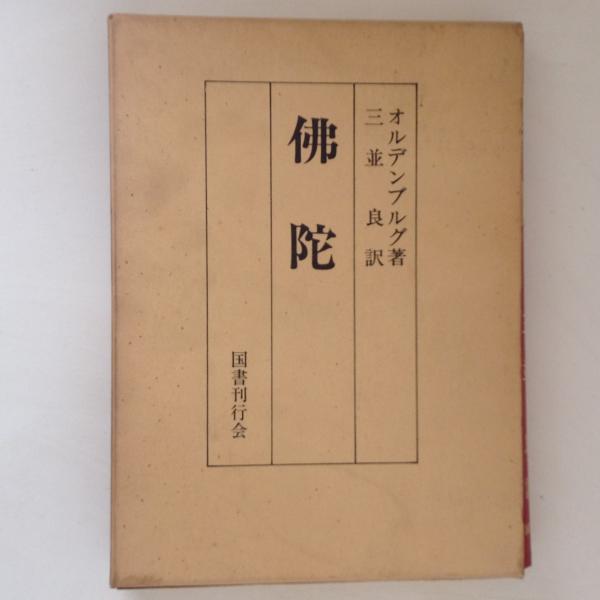 オルデンブルグ著
三並良訳
佛陀
国書刊行会